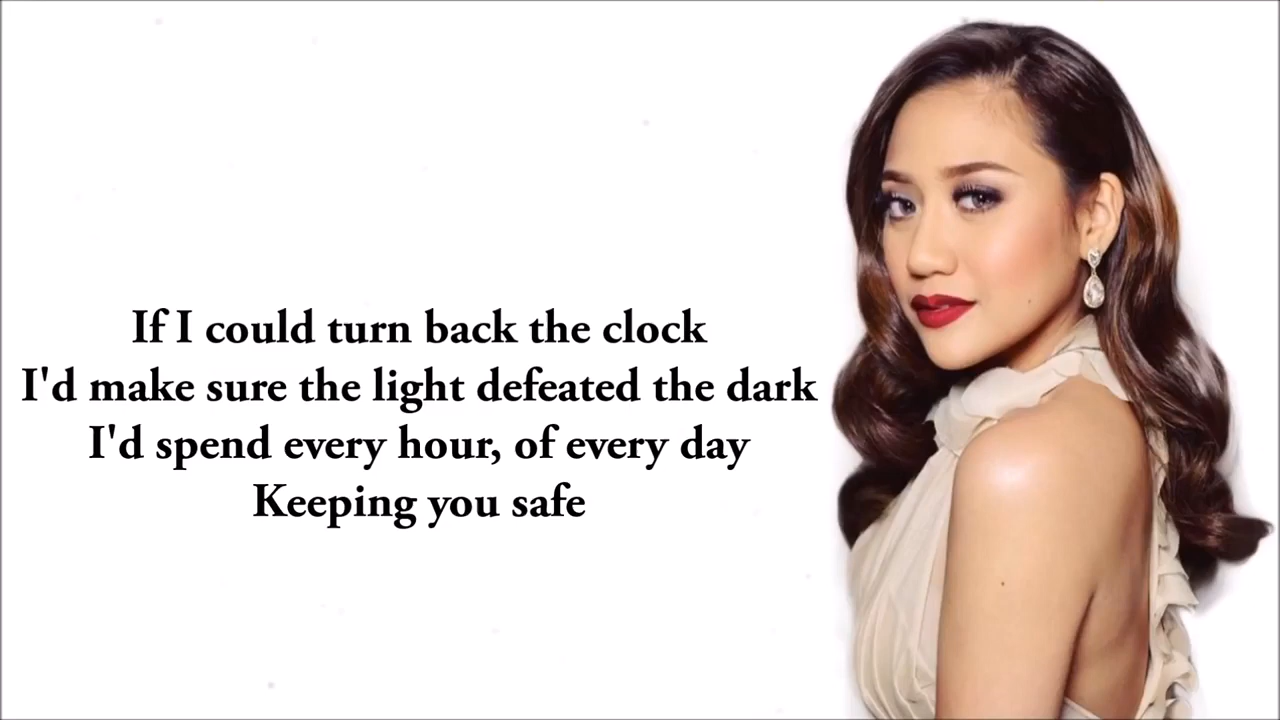 If I could turn back the clock
I'd make sure the light defeated the dark
I'd spend every hour, of every day
Keeping you safe